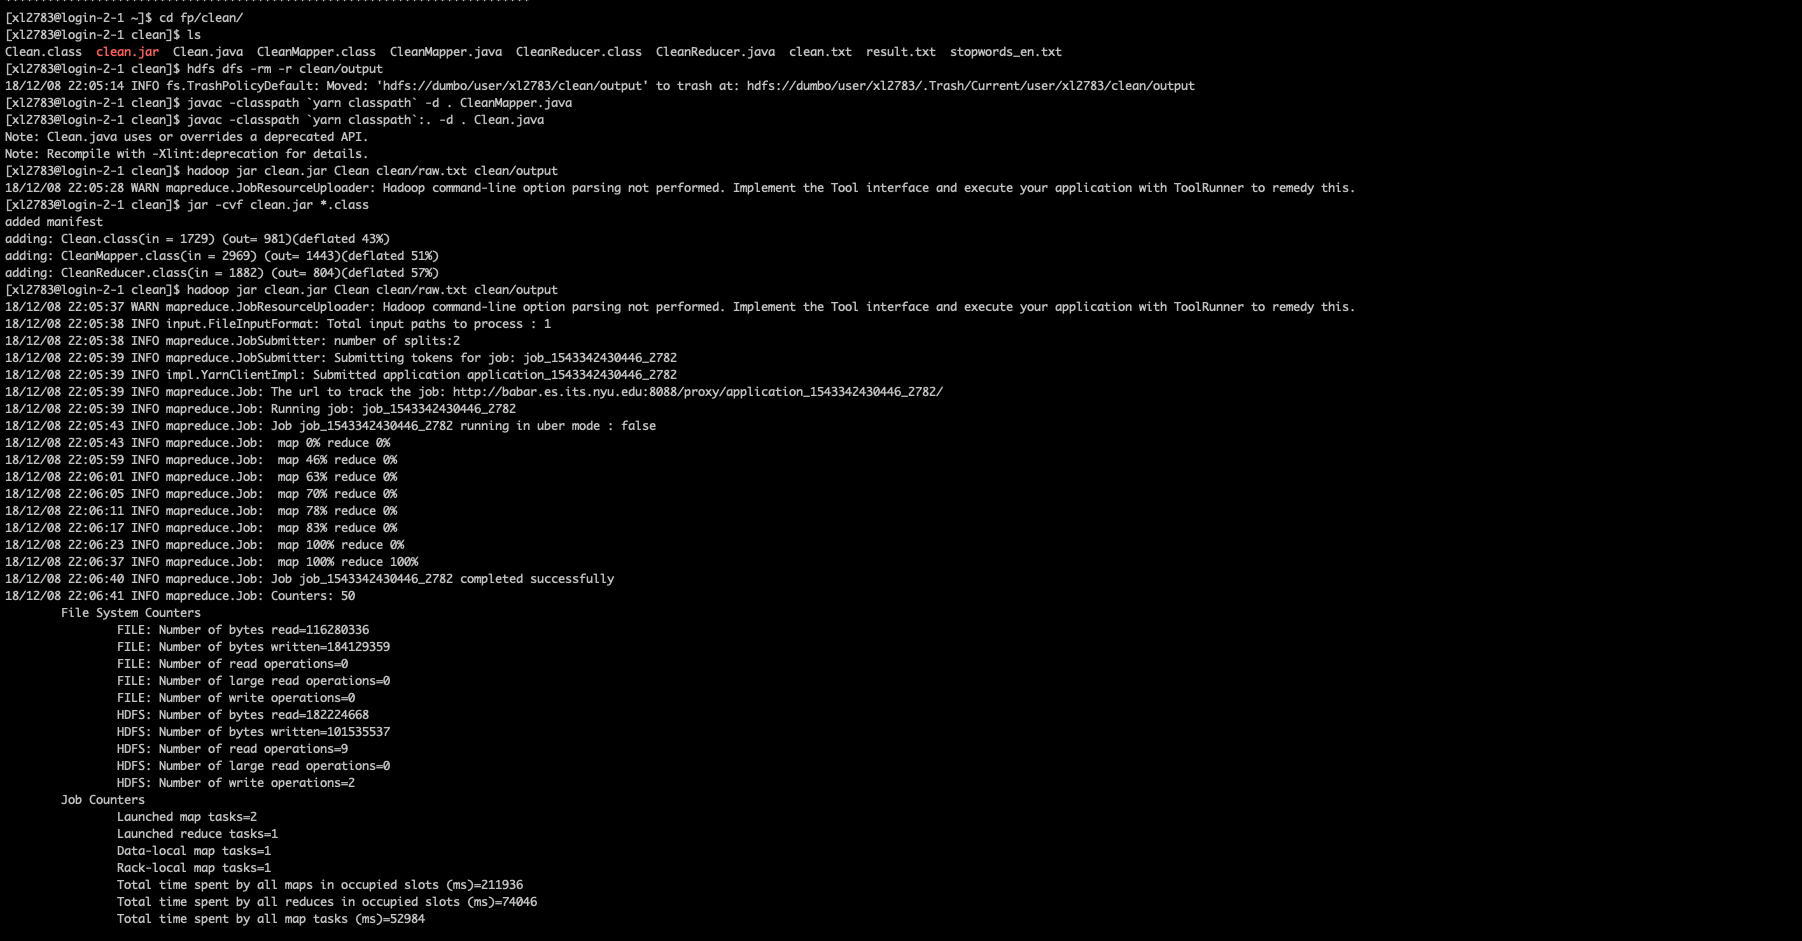 [xl2783@login-2-1 ~]$ cd fp/clean/
[xl2783@login-2-1 clean]$ ls
Clean.class  clean.jar  Clean.java  CleanMapper.class  CleanMapper.java  CleanReducer.class  CleanReducer.java  clean.txt  result.txt  stopwords_en.txt
[xl2783@login-2-1 clean]$ hdfs dfs -rm -r clean/output
18/12/08 22:05:14 INFO fs.TrashPolicyDefault: Moved: 'hdfs://dumbo/user/xl2783/clean/output' to trash at: hdfs://dumbo/user/xl2783/.Trash/Current/user/xl2783/clean/output
[xl2783@login-2-1 clean]$ javac -classpath `yarn classpath` -d . CleanMapper.java
[xl2783@login-2-1 clean]$ javac -classpath `yarn classpath`:. -d . Clean.java
Note: Clean.java uses or overrides a deprecated API.
Note: Recompile with -Xlint:deprecation for details.
[xl2783@login-2-1 clean]$ hadoop jar clean.jar Clean clean/raw.txt clean/output
18/12/08 22:05:28 WARN mapreduce.JobResourceUploader: Hadoop command-line option parsing not performed. Implement the Tool interface and execute your application with ToolRunner to remedy this.
[xl2783@login-2-1 clean]$ jar -cvf clean.jar *.class
added manifest
adding: Clean.class(in = 1729) (out= 981)(deflated 43%)
adding: CleanMapper.class(in = 2969) (out= 1443)(deflated 51%)
adding: CleanReducer.class(in = 1882) (out= 804)(deflated 57%)
[xl2783@login-2-1 clean]$ hadoop jar clean.jar Clean clean/raw.txt clean/output
18/12/08 22:05:37 WARN mapreduce.JobResourceUploader: Hadoop command-line option parsing not performed. Implement the Tool interface and execute your application with ToolRunner to remedy this.
18/12/08 22:05:38 INFO input.FileInputFormat: Total input paths to process : 1
18/12/08 22:05:38 INFO mapreduce.JobSubmitter: number of splits:2
18/12/08 22:05:39 INFO mapreduce.JobSubmitter: Submitting tokens for job: job_1543342430446_2782
18/12/08 22:05:39 INFO impl.YarnClientImpl: Submitted application application_1543342430446_2782
18/12/08 22:05:39 INFO mapreduce.Job: The url to track the job: http://babar.es.its.nyu.edu:8088/proxy/application_1543342430446_2782/
18/12/08 22:05:39 INFO mapreduce.Job: Running job: job_1543342430446_2782
18/12/08 22:05:43 INFO mapreduce.Job: Job job_1543342430446_2782 running in uber mode : false
18/12/08 22:05:43 INFO mapreduce.Job:  map 0% reduce 0%
18/12/08 22:05:59 INFO mapreduce.Job:  map 46% reduce 0%
18/12/08 22:06:01 INFO mapreduce.Job:  map 63% reduce 0%
18/12/08 22:06:05 INFO mapreduce.Job:  map 70% reduce 0%
18/12/08 22:06:11 INFO mapreduce.Job:  map 78% reduce 0%
18/12/08 22:06:17 INFO mapreduce.Job:  map 83% reduce 0%
18/12/08 22:06:23 INFO mapreduce.Job:  map 100% reduce 0%
18/12/08 22:06:37 INFO mapreduce.Job:  map 100% reduce 100%
18/12/08 22:06:40 INFO mapreduce.Job: Job job_1543342430446_2782 completed successfully
18/12/08 22:06:41 INFO mapreduce.Job: Counters: 50
File System Counters
FILE: Number of bytes read=116280336
FILE: Number of bytes written=184129359
FILE: Number of read operations=0
FILE: Number of large read operations=0
FILE: Number of write operations=0
HDFS: Number of bytes read=182224668
HDFS: Number of bytes written=101535537
HDFS: Number of read operations=9
HDFS: Number of large read operations=0
HDFS: Number of write operations=2
Job Counters
Launched map tasks=2
Launched reduce tasks=1
Data-local map tasks=1
Rack-local map tasks=1
Total time spent by all maps in occupied slots (ms)=211936
Total time spent by all reduces in occupied slots (ms)=74046
Total time spent by all map tasks (ms)=52984